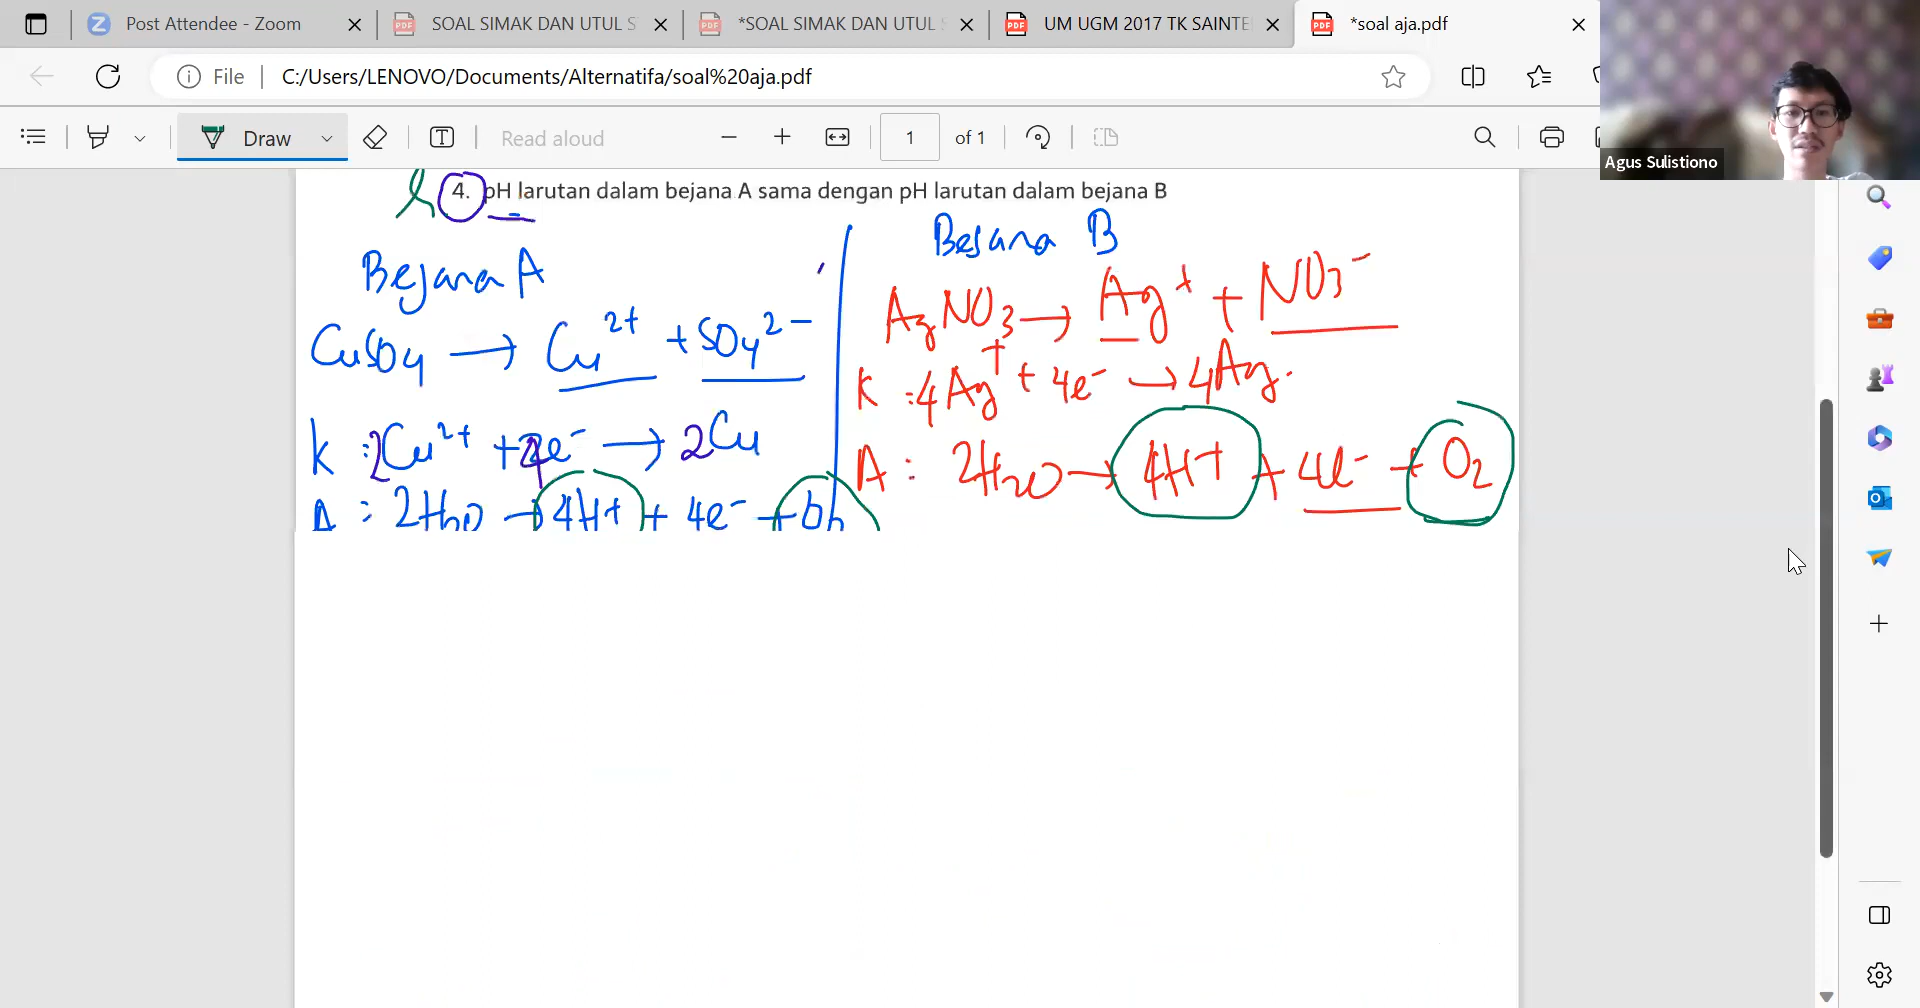 Post Attendee - Zoom
SOAL SIMAK DAN UTUL S
*SOAL SIMAK DAN UTUL S
UM UGM 2017 TK SAINTE
*soal aja.pdf
File
C:/Users/LENOVO/Documents/Alternatifa/soal%20aja.pdf
Draw
Read aloud
1 of 1
Agus Sulistiono
4. pH larutan dalam bejana A sama dengan pH larutan dalam bejana B
Bejana A
CuSO4 → Cu²⁺ + SO4²⁻
K : 2Cu²⁺ + 4e⁻ → 2Cu
A : 2H2O → 4H+ + 4e⁻ +
Bejana B
AgNO3 → Ag⁺ + NO3⁻
K : 4Ag⁺ + 4e⁻ → 4Ag
A : 2H2O → 4H+ + 4e⁻ + O2